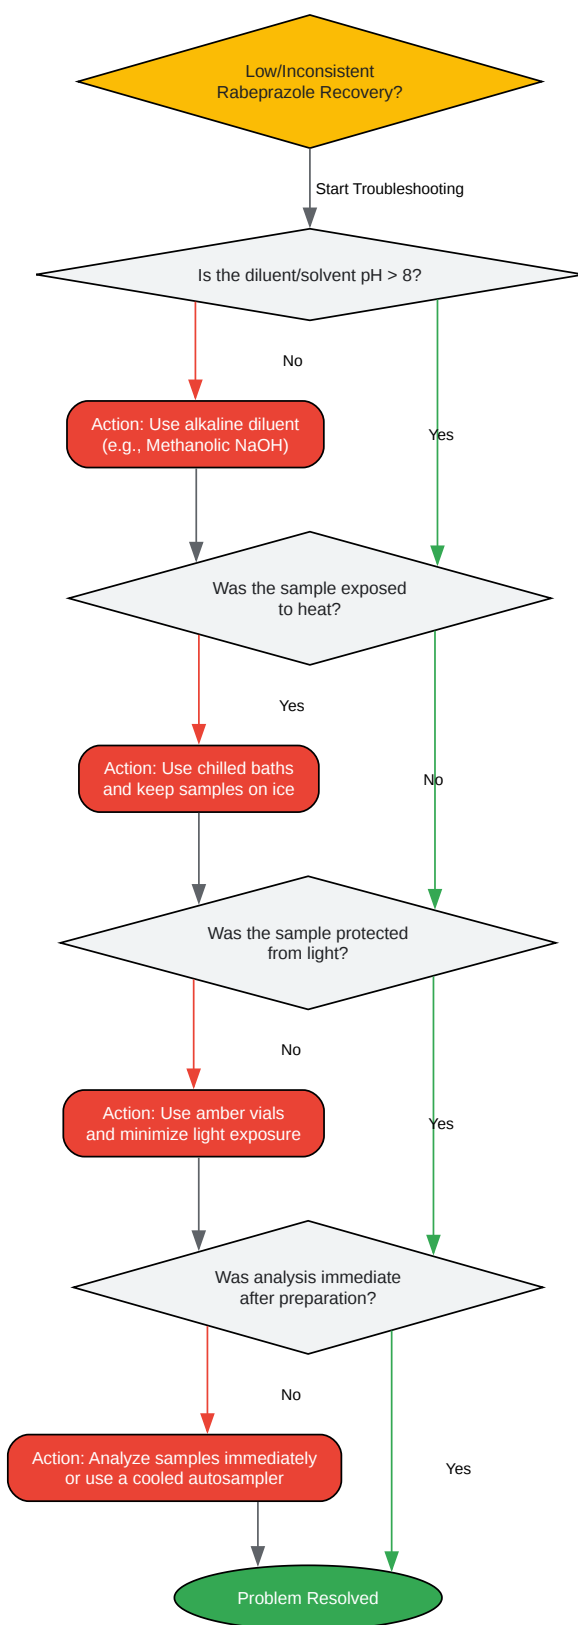 Low/Inconsistent
Rabeprazole Recovery?
Start Troubleshooting
Is the diluent/solvent pH > 8?
No
Action: Use alkaline diluent
(e.g., Methanolic NaOH)
Yes
Was the sample exposed
to heat?
Yes
Action: Use chilled baths
and keep samples on ice
No
Was the sample protected
from light?
No
Action: Use amber vials
and minimize light exposure
Yes
Was analysis immediate
after preparation?
No
Action: Analyze samples immediately
or use a cooled autosampler
Yes
Problem Resolved